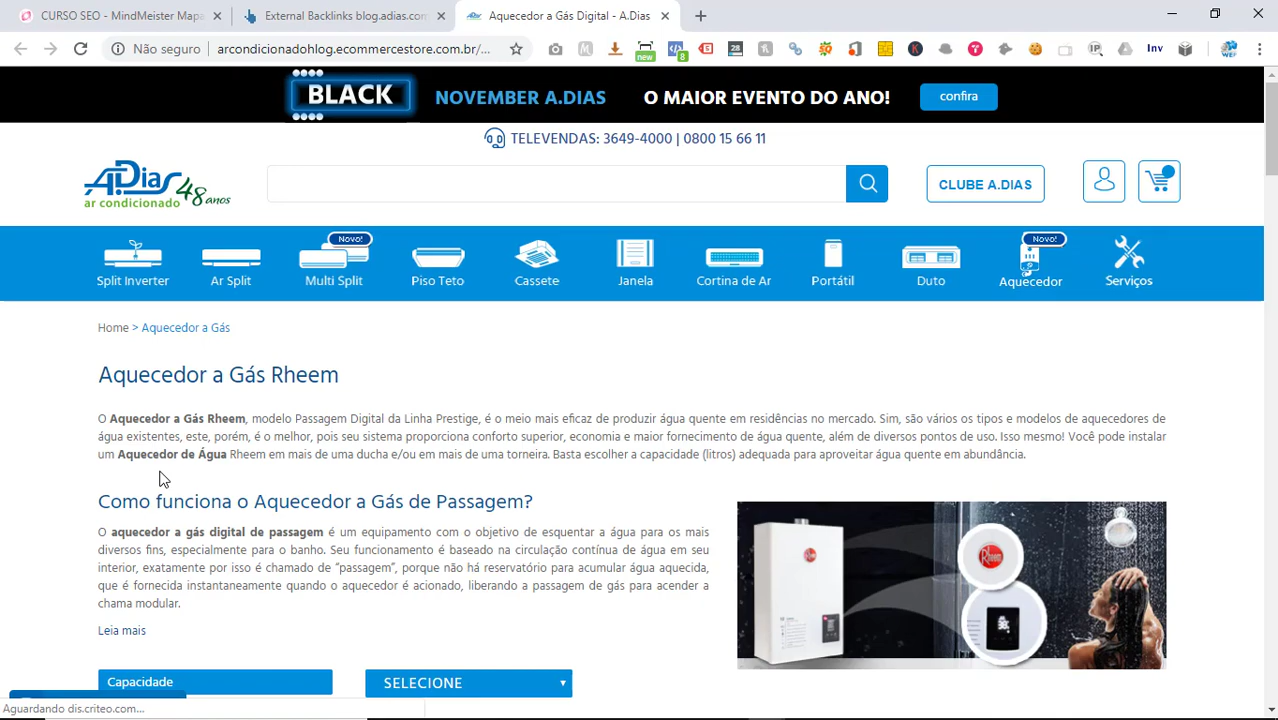 CURSO SEO - MindMeister Mapa
External Backlinks blog.adias.com
Aquecedor a Gás Digital - A.Dias
Não seguro
arcondicionadohlog.ecommercestore.com.br/...
new
8
28
IP
Inv
BLACK NOVEMBER A.DIAS O MAIOR EVENTO DO ANO! confira
TELEVENDAS: 3649-4000 | 0800 15 66 11
A.Dias 48 anos
ar condicionado
CLUBE A.DIAS
Novo!
Novo!
Split Inverter
Ar Split
Multi Split
Piso Teto
Cassete
Janela
Cortina de Ar
Portátil
Duto
Aquecedor
Serviços
Home > Aquecedor a Gás
Aquecedor a Gás Rheem
O Aquecedor a Gás Rheem, modelo Passagem Digital da Linha Prestige, é o meio mais eficaz de produzir água quente em residências no mercado. Sim, são vários os tipos e modelos de aquecedores de
água existentes, este, porém, é o melhor, pois seu sistema proporciona conforto superior, economia e maior fornecimento de água quente, além de diversos pontos de uso. Isso mesmo! Você pode instalar
um Aquecedor de Água Rheem em mais de uma ducha e/ou em mais de uma torneira. Basta escolher a capacidade (litros) adequada para aproveitar água quente em abundância.
Como funciona o Aquecedor a Gás de Passagem?
O aquecedor a gás digital de passagem é um equipamento com o objetivo de esquentar a água para os mais
diversos fins, especialmente para o banho. Seu funcionamento é baseado na circulação contínua de água em seu
interior, exatamente por isso é chamado de “passagem”, porque não há reservatório para acumular água aquecida,
que é fornecida instantaneamente quando o aquecedor é acionado, liberando a passagem de gás para acender a
chama modular.
Leia mais
Capacidade
SELECIONE
Aguardando dis.criteo.com...